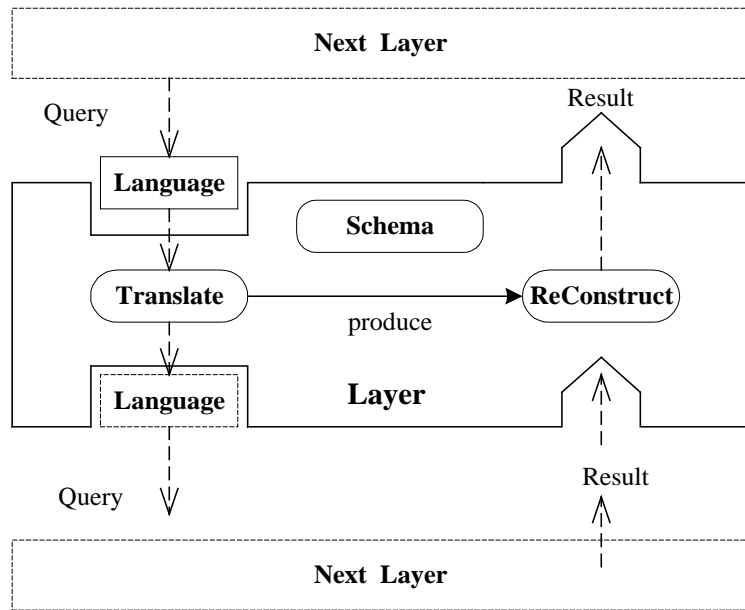 Next Layer
Query
Result
Language
Schema
Translate
ReConstruct
produce
Language
Layer
Query
Result
Next Layer